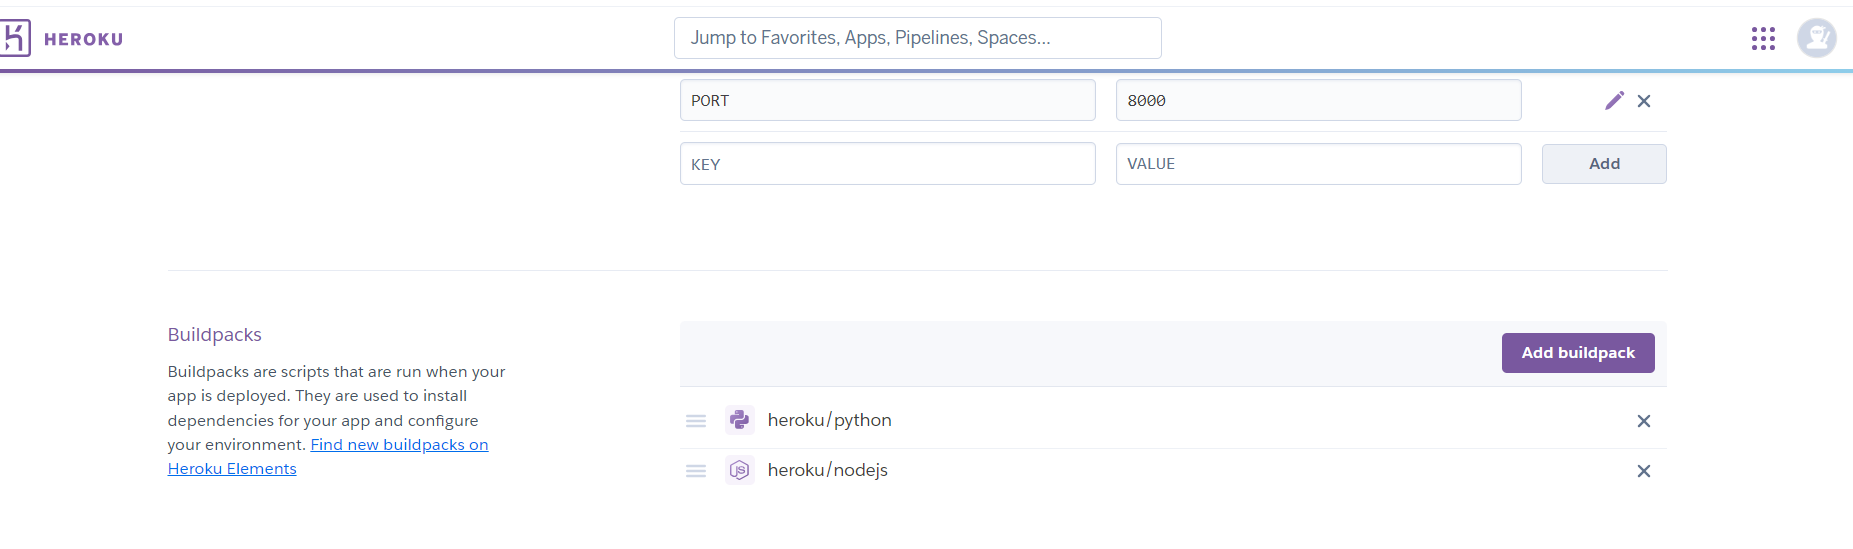 HEROKU
Jump to Favorites, Apps, Pipelines, Spaces...
PORT 8000
KEY VALUE Add
Buildpacks
Add buildpack
Buildpacks are scripts that are run when your
app is deployed. They are used to install
dependencies for your app and configure
your environment. Find new buildpacks on
Heroku Elements
heroku/python
JS heroku/nodejs